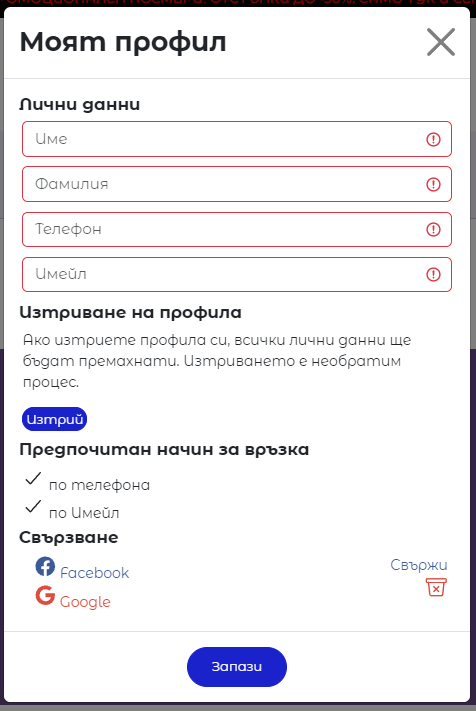 Моят профил
Лични данни
Име
Фамилия
Телефон
Имейл
Изтриване на профила
Ако изтриете профила си, всички лични данни ще
бъдат премахнати. Изтриването е необратим
процес.
Изтрий
Предпочитан начин за връзка
по телефона
по Имейл
Свързване
Facebook
Свържи
Google
Запази